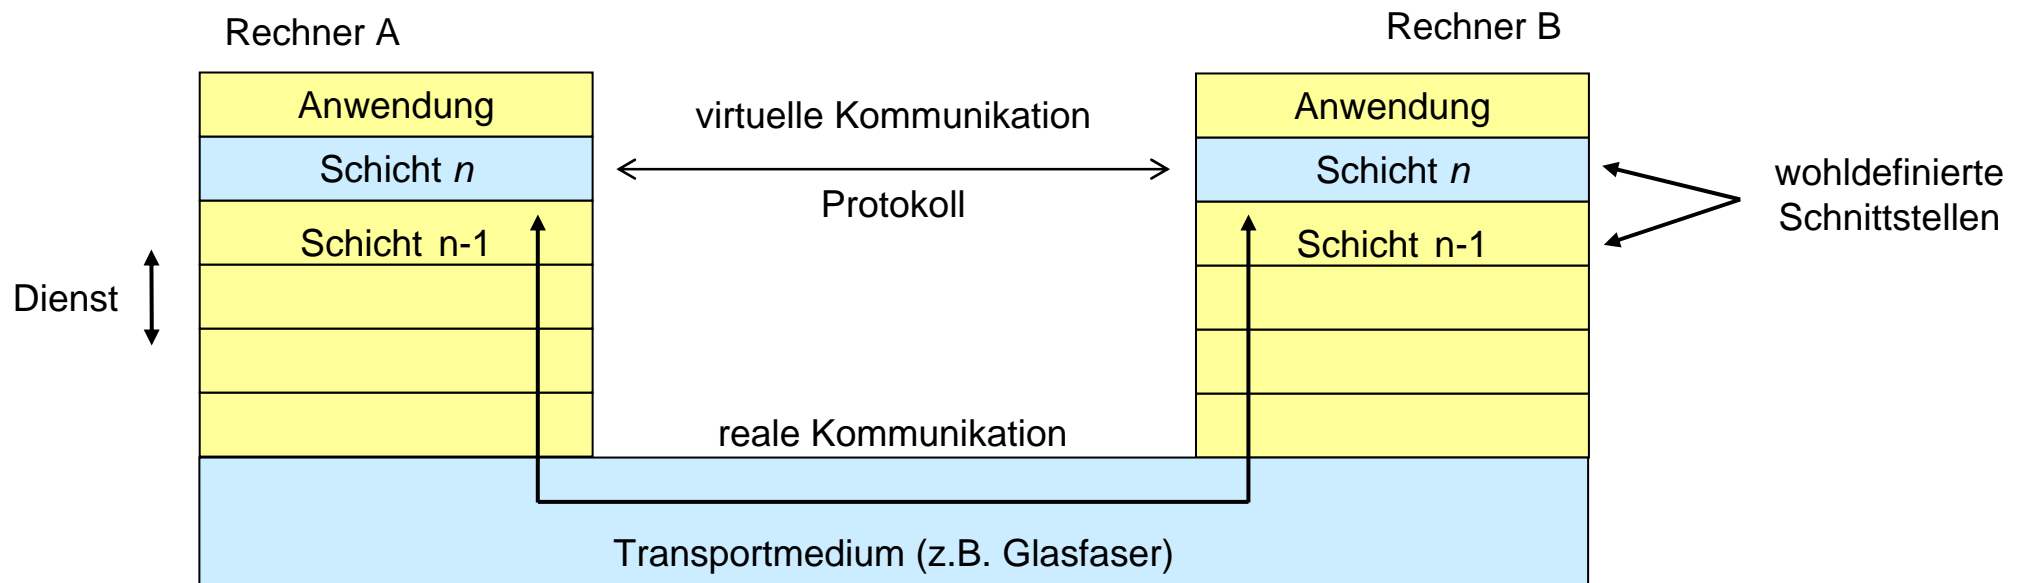 Rechner A
Rechner B
Anwendung
virtuelle Kommunikation
Anwendung
Schicht n
Schicht n
wohldefinierte
Schnittstellen
Protokoll
Schicht n-1
Schicht n-1
Dienst
reale Kommunikation
Transportmedium (z.B. Glasfaser)